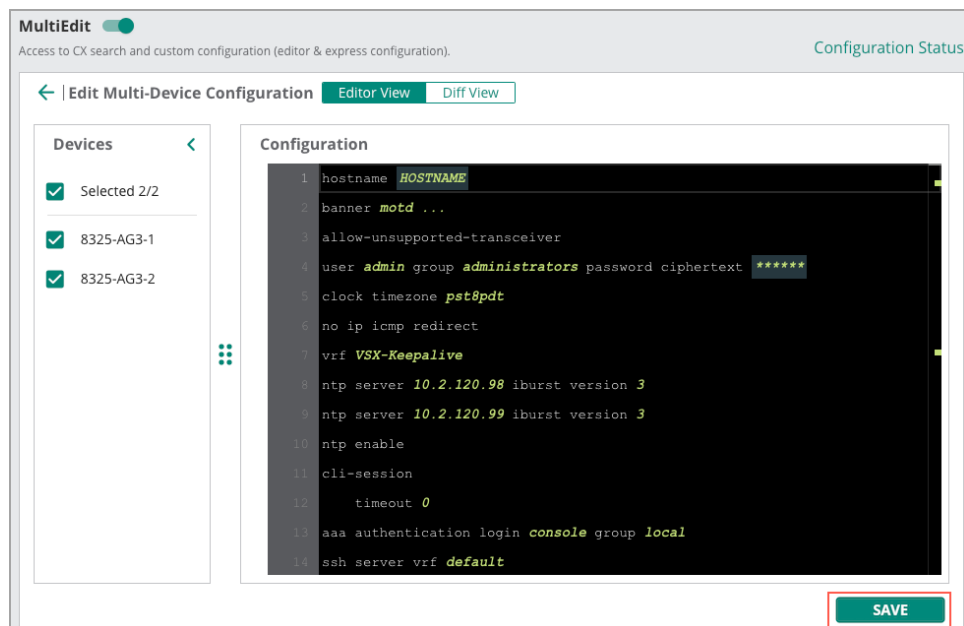 MultiEdit
Access to CX search and custom configuration (editor & express configuration).
Configuration Status
Edit Multi-Device Configuration
Editor View
Diff View
Devices
Selected 2/2
8325-AG3-1
8325-AG3-2
Configuration
1 hostname HOSTNAME
2 banner motd ...
3 allow-unsupported-transceiver
4 user admin group administrators password ciphertext ******
5 clock timezone pst8pdt
6 no ip icmp redirect
7 vrf VSX-Keepalive
8 ntp server 10.2.120.98 iburst version 3
9 ntp server 10.2.120.99 iburst version 3
10 ntp enable
11 cli-session
12 timeout 0
13 aaa authentication login console group local
14 ssh server vrf default
SAVE